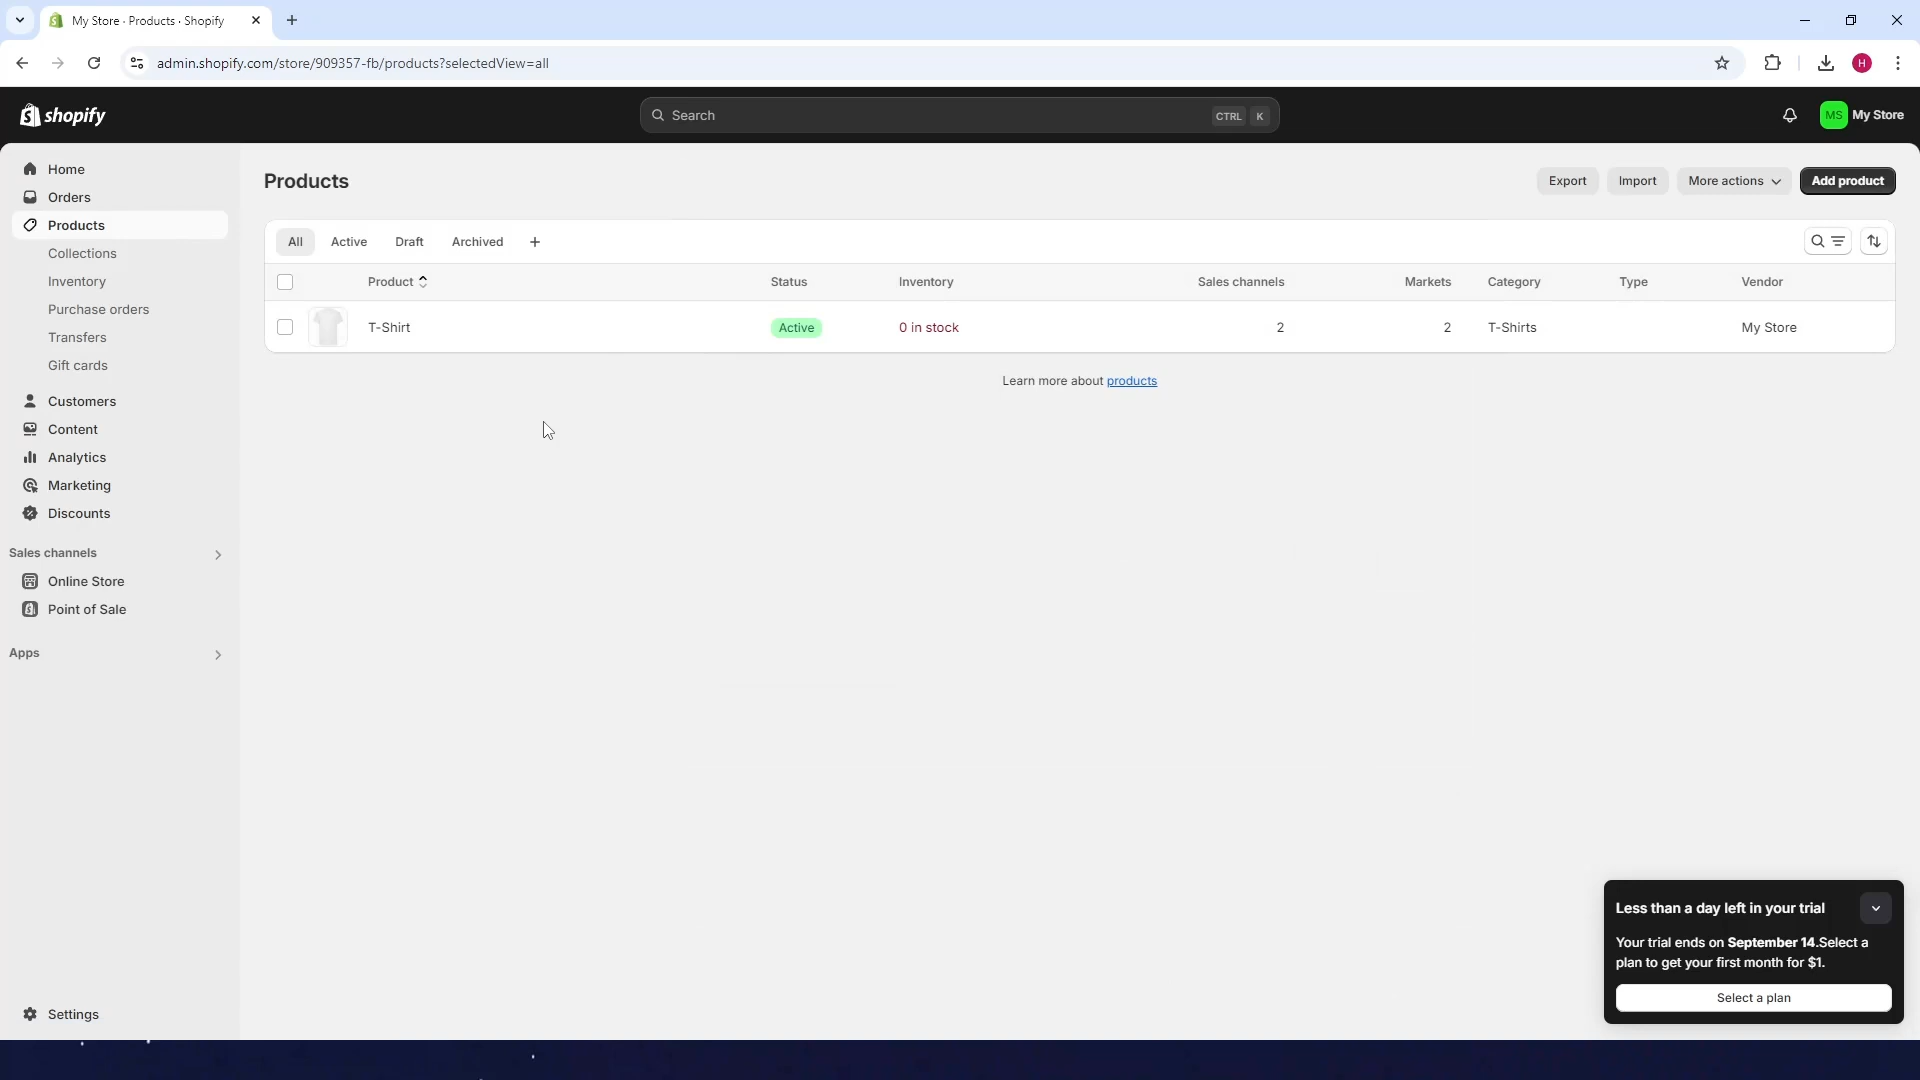 My Store · Products · Shopify
admin.shopify.com/store/909357-fb/products?selectedView=all
H
shopify
Search
CTRL K
MS My Store
Home
Orders
Products
Collections
Inventory
Purchase orders
Transfers
Gift cards
Customers
Content
Analytics
Marketing
Discounts
Sales channels
Online Store
Point of Sale
Apps
Settings
Products
Export Import More actions Add product
All Active Draft Archived
Product Status Inventory Sales channels Markets Category Type Vendor
T-Shirt Active 0 in stock 2 2 T-Shirts My Store
Learn more about products
Less than a day left in your trial
Your trial ends on September 14.Select a
plan to get your first month for $1.
Select a plan